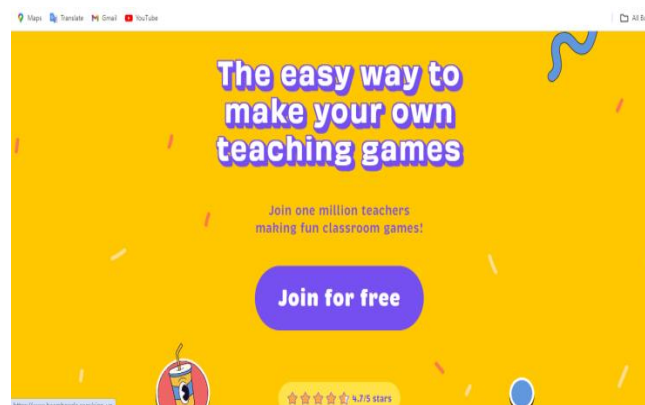 Maps Translate Gmail YouTube
The easy way to
make your own
teaching games
Join one million teachers
making fun classroom games!
Join for free
4.7/5 stars